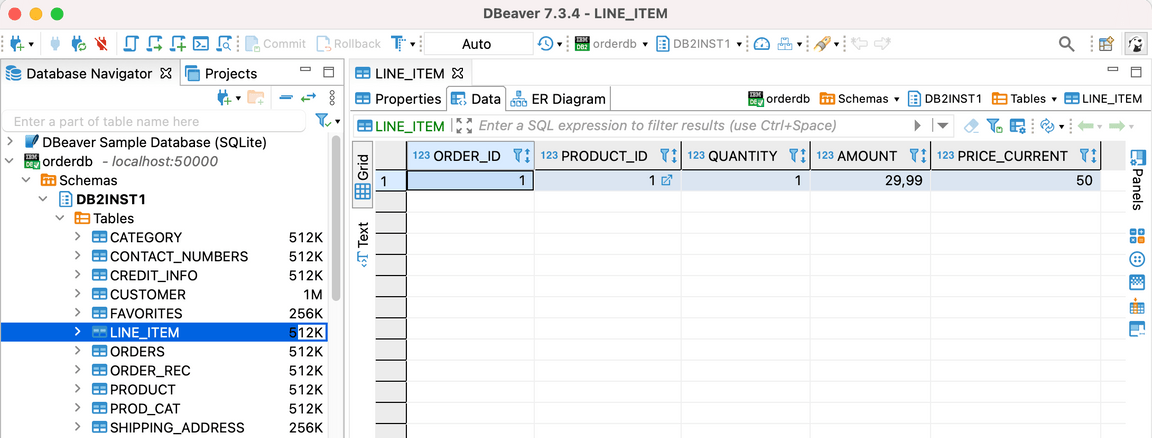 DBeaver 7.3.4 - LINE_ITEM
Commit Rollback T Auto IBM DB2 orderdb DB2INST1
Database Navigator Projects
LINE_ITEM
Properties Data ER Diagram
orderdb Schemas DB2INST1 Tables LINE_ITEM
Enter a part of table name here
LINE_ITEM Enter a SQL expression to filter results (use Ctrl+Space)
DBeaver Sample Database (SQLite)
orderdb - localhost:50000
Schemas
DB2INST1
Tables
CATEGORY 512K
CONTACT_NUMBERS 512K
CREDIT_INFO 512K
CUSTOMER 1M
FAVORITES 256K
LINE_ITEM 512K
ORDERS 512K
ORDER_REC 512K
PRODUCT 512K
PROD_CAT 512K
SHIPPING_ADDRESS 256K
Grid
Text
123 ORDER_ID 123 PRODUCT_ID 123 QUANTITY 123 AMOUNT 123 PRICE_CURRENT
1 1 1 1 29,99 50
Panels